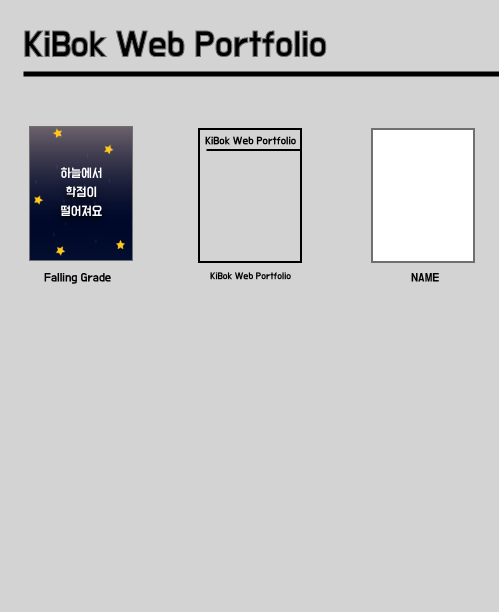 KiBok Web Portfolio
하늘에서
학점이
떨어져요
KiBok Web Portfolio
Falling Grade
KiBok Web Portfolio
NAME